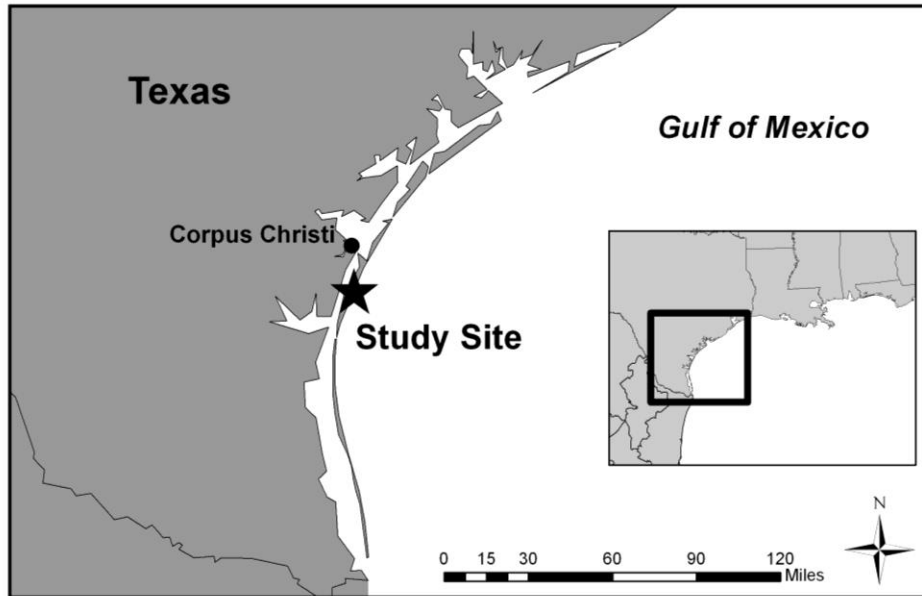 Texas
Gulf of Mexico
Corpus Christi
Study Site
N
0 15 30 60 90 120
Miles